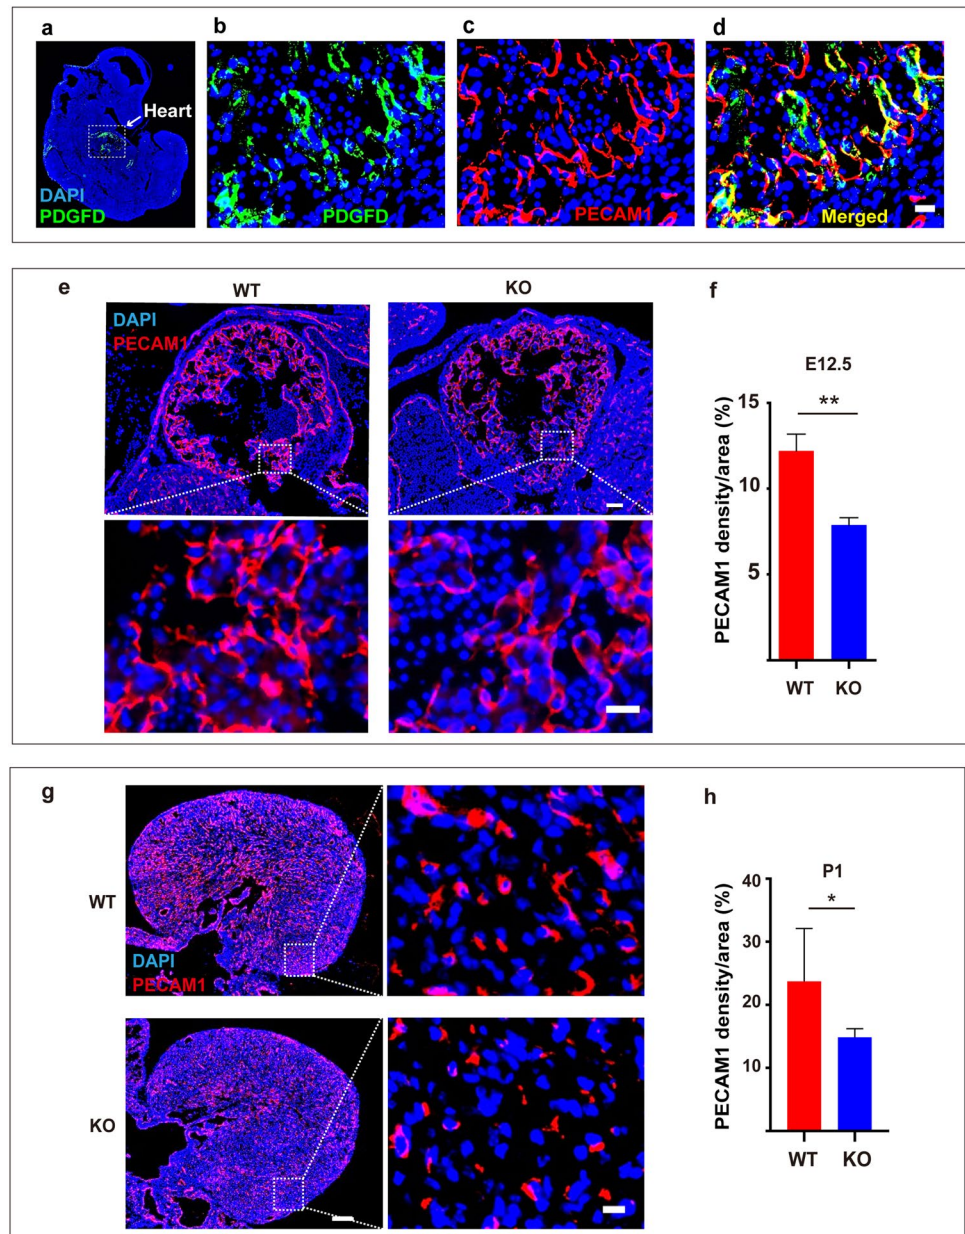 a
Heart
DAPI
PDGFD
b
PDGFD
c
PECAM1
d
Merged
e
WT
KO
DAPI
PECAM1
f
E12.5
**
PECAM1 density/area (%)
15
10
5
WT KO
g
WT
DAPI
PECAM1
KO
h
P1
*
PECAM1 density/area (%)
40
30
20
10
WT KO